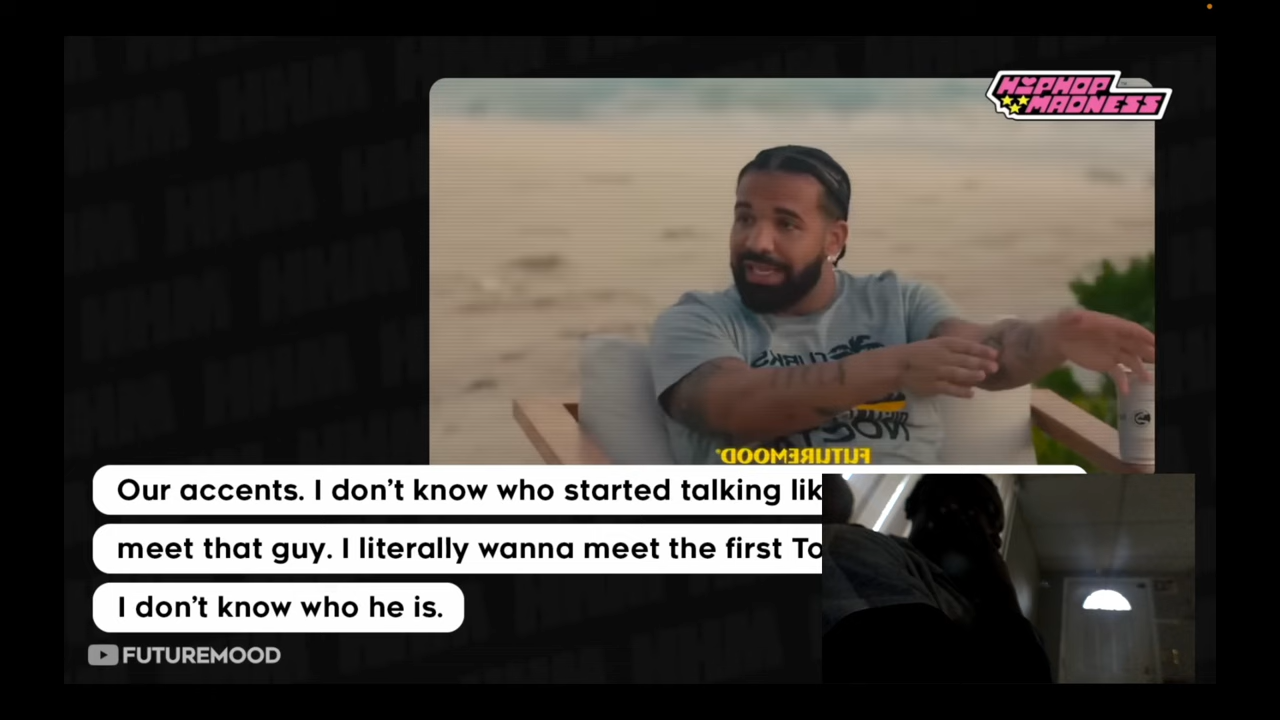 HIPHOP
MADNESS
FUTUREMOOD
Our accents. I don’t know who started talking lik
meet that guy. I literally wanna meet the first To
I don’t know who he is.
FUTUREMOOD